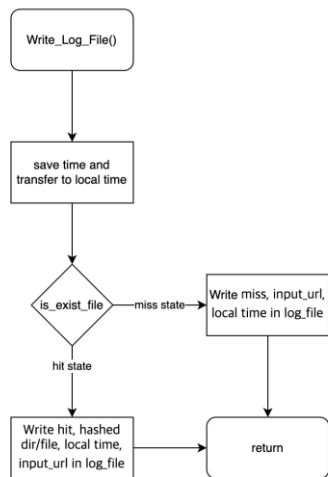 Write_Log_File()
save time and
transfer to local time
is_exist_file
miss state
Write miss, input_url,
local time in log_file
hit state
Write hit, hashed
dir/file, local time,
input_url in log_file
return